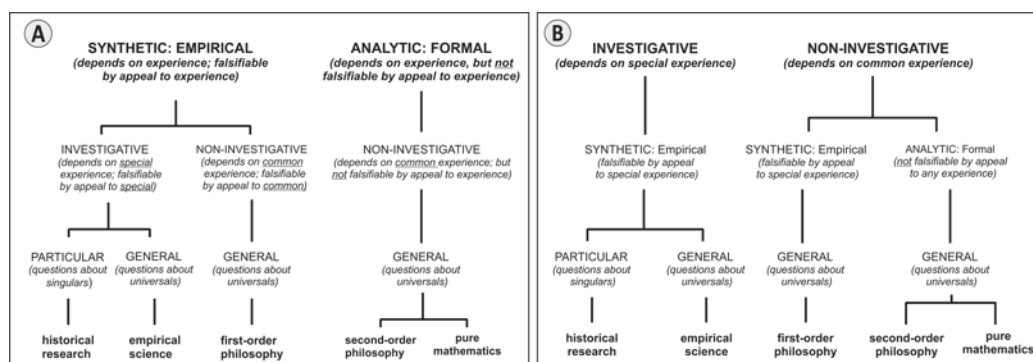 A
SYNTHETIC: EMPIRICAL
(depends on experience; falsifiable
by appeal to experience)
ANALYTIC: FORMAL
(depends on experience, but not
falsifiable by appeal to experience)
INVESTIGATIVE
(depends on special
experience; falsifiable
by appeal to special)
NON-INVESTIGATIVE
(depends on common
experience; falsifiable
by appeal to common)
NON-INVESTIGATIVE
(depends on common experience; but
not falsifiable by appeal to experience)
PARTICULAR
(questions about
singulars)
GENERAL
(questions about
universals)
GENERAL
(questions about
universals)
GENERAL
(questions about
universals)
historical
research
empirical
science
first-order
philosophy
second-order
philosophy
pure
mathematics
B
INVESTIGATIVE
(depends on special experience)
NON-INVESTIGATIVE
(depends on common experience)
SYNTHETIC: Empirical
(falsifiable by appeal
to special experience)
SYNTHETIC: Empirical
(falsifiable by appeal
to special experience)
ANALYTIC: Formal
(not falsifiable by appeal
to any experience)
PARTICULAR
(questions about
singulars)
GENERAL
(questions about
universals)
GENERAL
(questions about
universals)
GENERAL
(questions about
universals)
historical
research
empirical
science
first-order
philosophy
second-order
philosophy
pure
mathematics